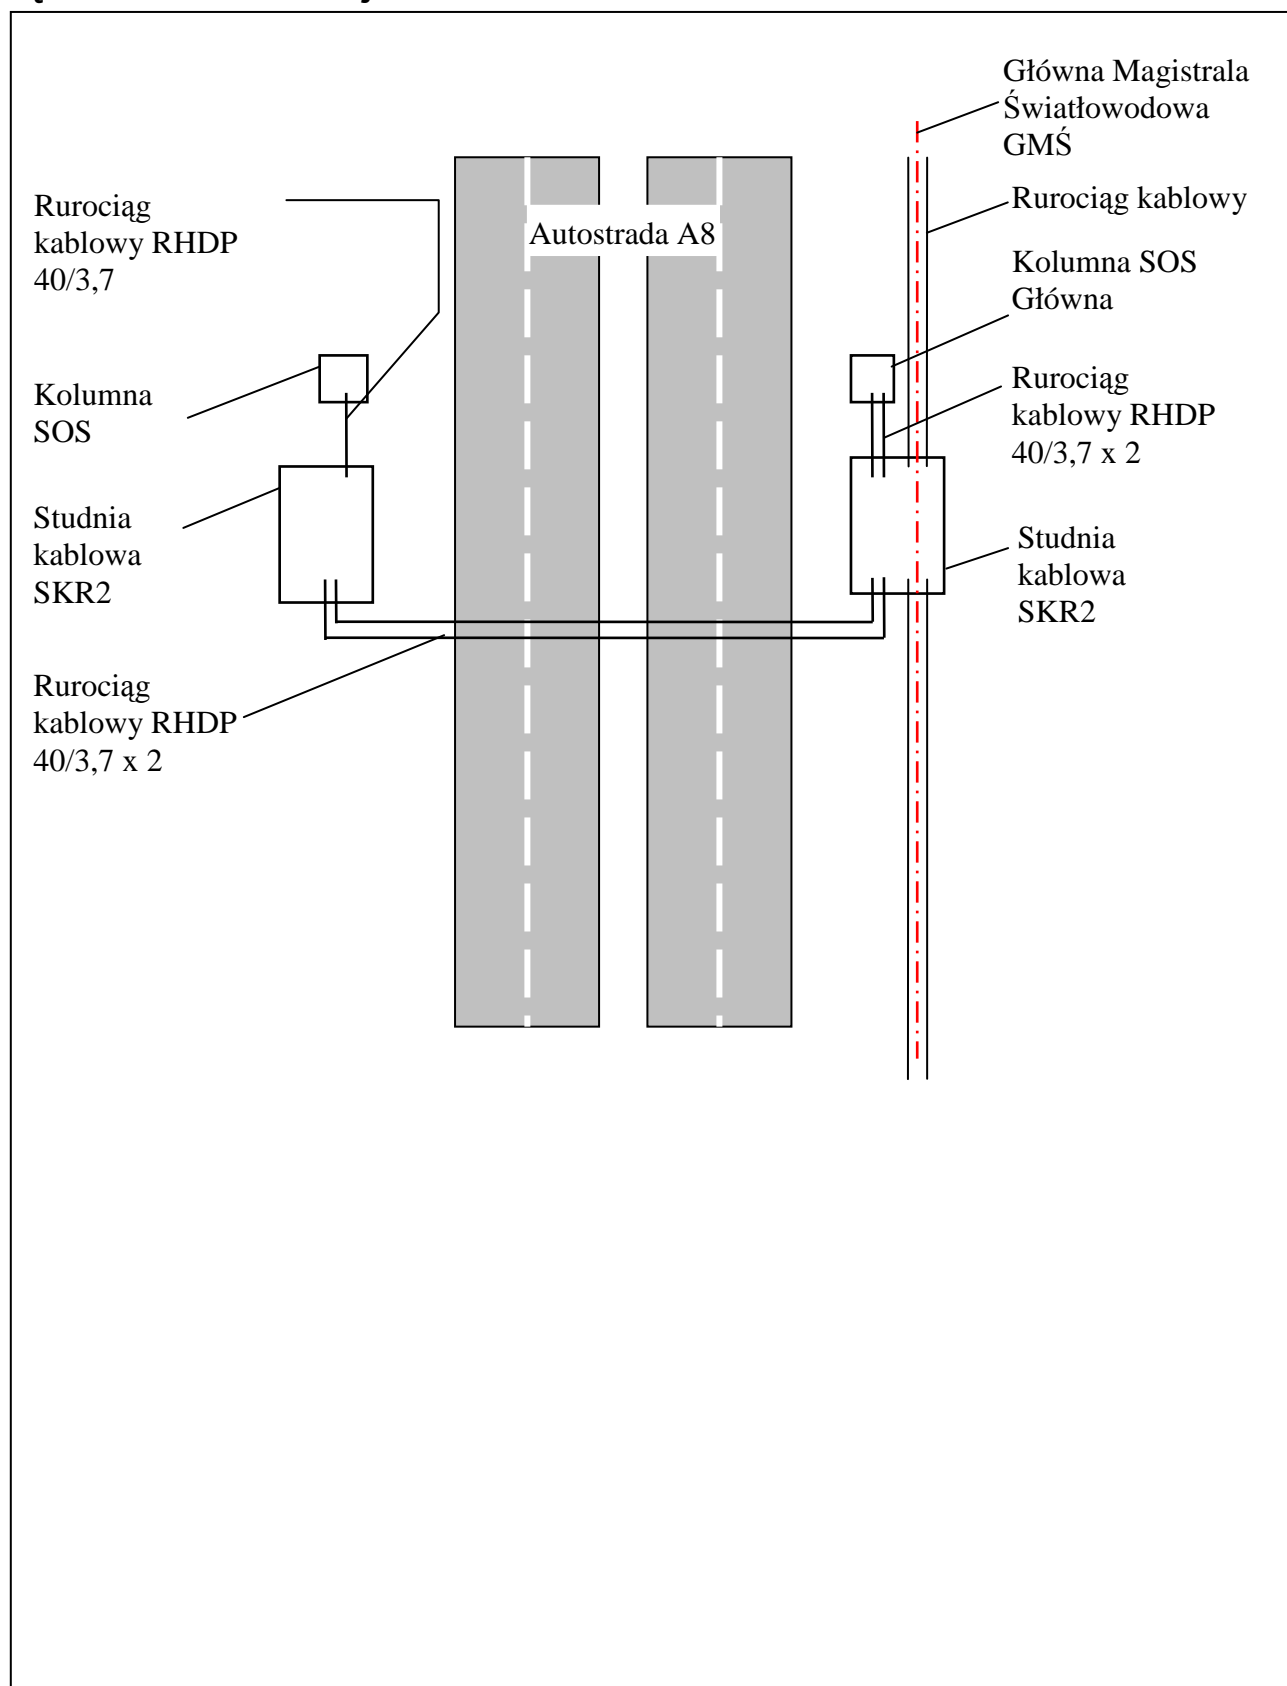 Główna Magistrala
Światłowodowa
GMŚ
Rurociąg
kablowy RHDP
40/3,7
Autostrada A8
Rurociąg kablowy
Kolumna SOS
Główna
Kolumna
SOS
Rurociąg
kablowy RHDP
40/3,7 x 2
Studnia
kablowa
SKR2
Studnia
kablowa
SKR2
Rurociąg
kablowy RHDP
40/3,7 x 2